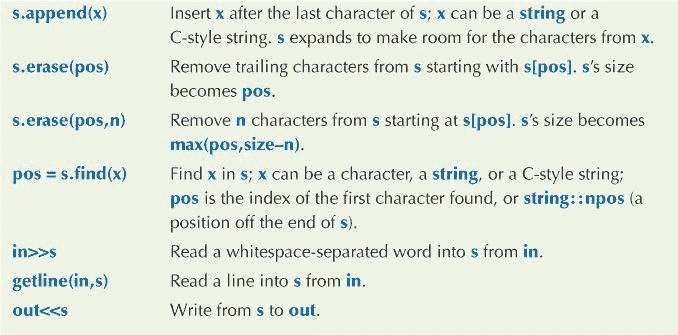 s.append(x) Insert x after the last character of s; x can be a string or a
C-style string. s expands to make room for the characters from x.
s.erase(pos) Remove trailing characters from s starting with s[pos]. s's size
becomes pos.
s.erase(pos,n) Remove n characters from s starting at s[pos]. s's size becomes
max(pos,size–n).
pos = s.find(x) Find x in s; x can be a character, a string, or a C-style string;
pos is the index of the first character found, or string::npos (a
position off the end of s).
in>>s Read a whitespace-separated word into s from in.
getline(in,s) Read a line into s from in.
out<<s Write from s to out.